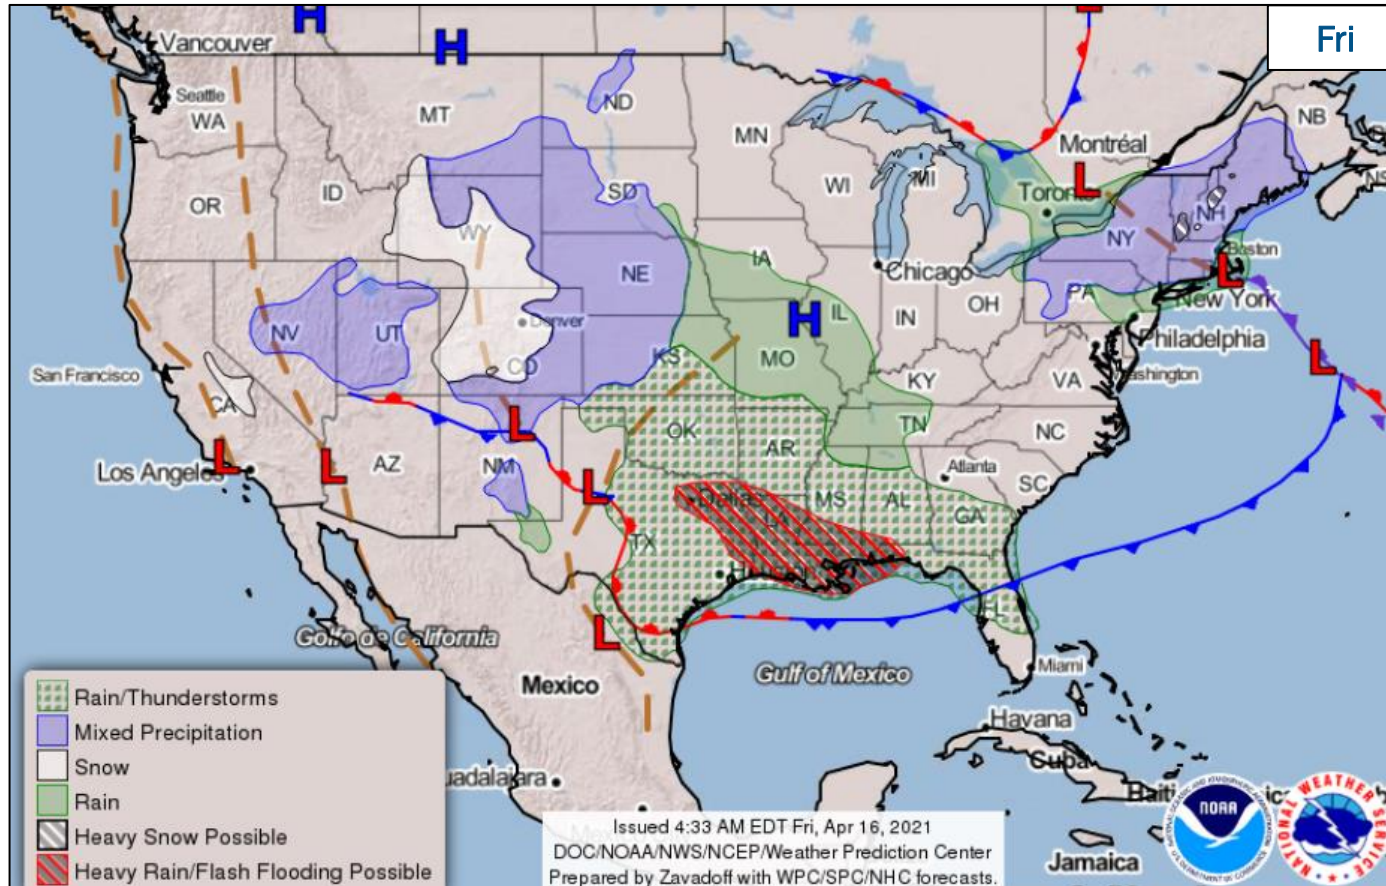 Fri
H
H
L
Vancouver
Seattle
WA
MT
ND
MN
Montréal
NB
OR
ID
WY
SD
WI
MI
Toronto
L
NH
NY
Boston
L
IA
NE
Chicago
OH
PA
New York
NV
UT
Denver
H
IL
IN
Philadelphia
San Francisco
CA
CO
KS
MO
KY
VA
Washington
L
L
OK
TN
NC
Los Angeles
L
L
AZ
NM
L
AR
Atlanta
SC
Dallas
LA
MS
AL
GA
TX
FL
Golfo de California
L
Mexico
Gulf of Mexico
Miami
Havana
Cuba
Jamaica
Rain/Thunderstorms
Mixed Precipitation
Snow
Rain
Heavy Snow Possible
Heavy Rain/Flash Flooding Possible
Issued 4:33 AM EDT Fri, Apr 16, 2021
DOC/NOAA/NWS/NCEP/Weather Prediction Center
Prepared by Zavadoff with WPC/SPC/NHC forecasts.
NOAA
NATIONAL WEATHER SERVICE